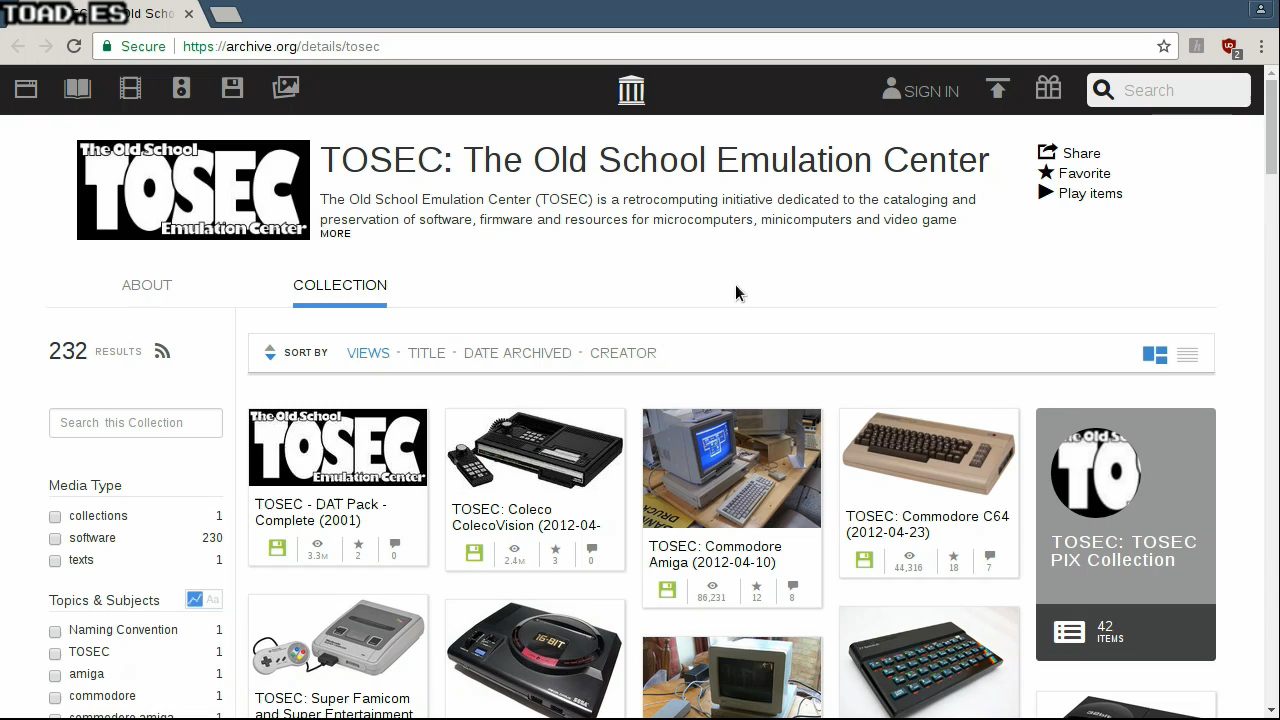 TOAD.ES
Secure
https://archive.org/details/tosec
2
SIGN IN
Search
The Old School
TOSEC
Emulation Center
TOSEC: The Old School Emulation Center
The Old School Emulation Center (TOSEC) is a retrocomputing initiative dedicated to the cataloging and
preservation of software, firmware and resources for microcomputers, minicomputers and video game
MORE
Share
Favorite
Play items
ABOUT
COLLECTION
232 RESULTS
SORT BY
VIEWS · TITLE · DATE ARCHIVED · CREATOR
Search this Collection
Media Type
collections 1
software 230
texts 1
Topics & Subjects
Aa
Naming Convention 1
TOSEC 1
amiga 1
commodore 1
commodore amiga 1
The Old School
TOSEC
Emulation Center
TOSEC - DAT Pack -
Complete (2001)
3.3M 2 0
TOSEC: Coleco
ColecoVision (2012-04-
2.4M 3 0
TOSEC: Commodore
Amiga (2012-04-10)
86,231 12 8
TOSEC: Commodore C64
(2012-04-23)
44,316 18 7
TOSEC: TOSEC
PIX Collection
42
ITEMS
TOSEC: Super Famicom
and Super Entertainment
16-BIT
SEGA